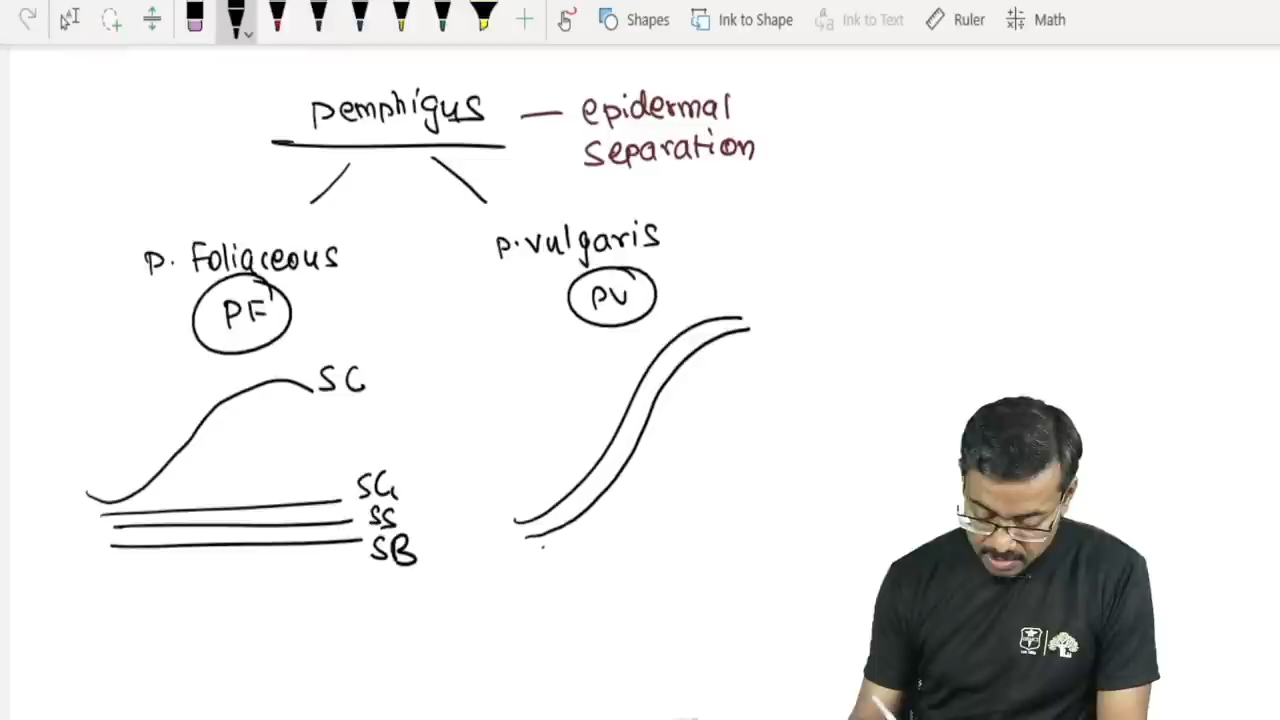 Shapes
Ink to Shape
Ink to Text
Ruler
Math
Pemphigus — epidermal
separation
P. Foliaceous
P. vulgaris
PF
PV
SC
SG
SS
SB